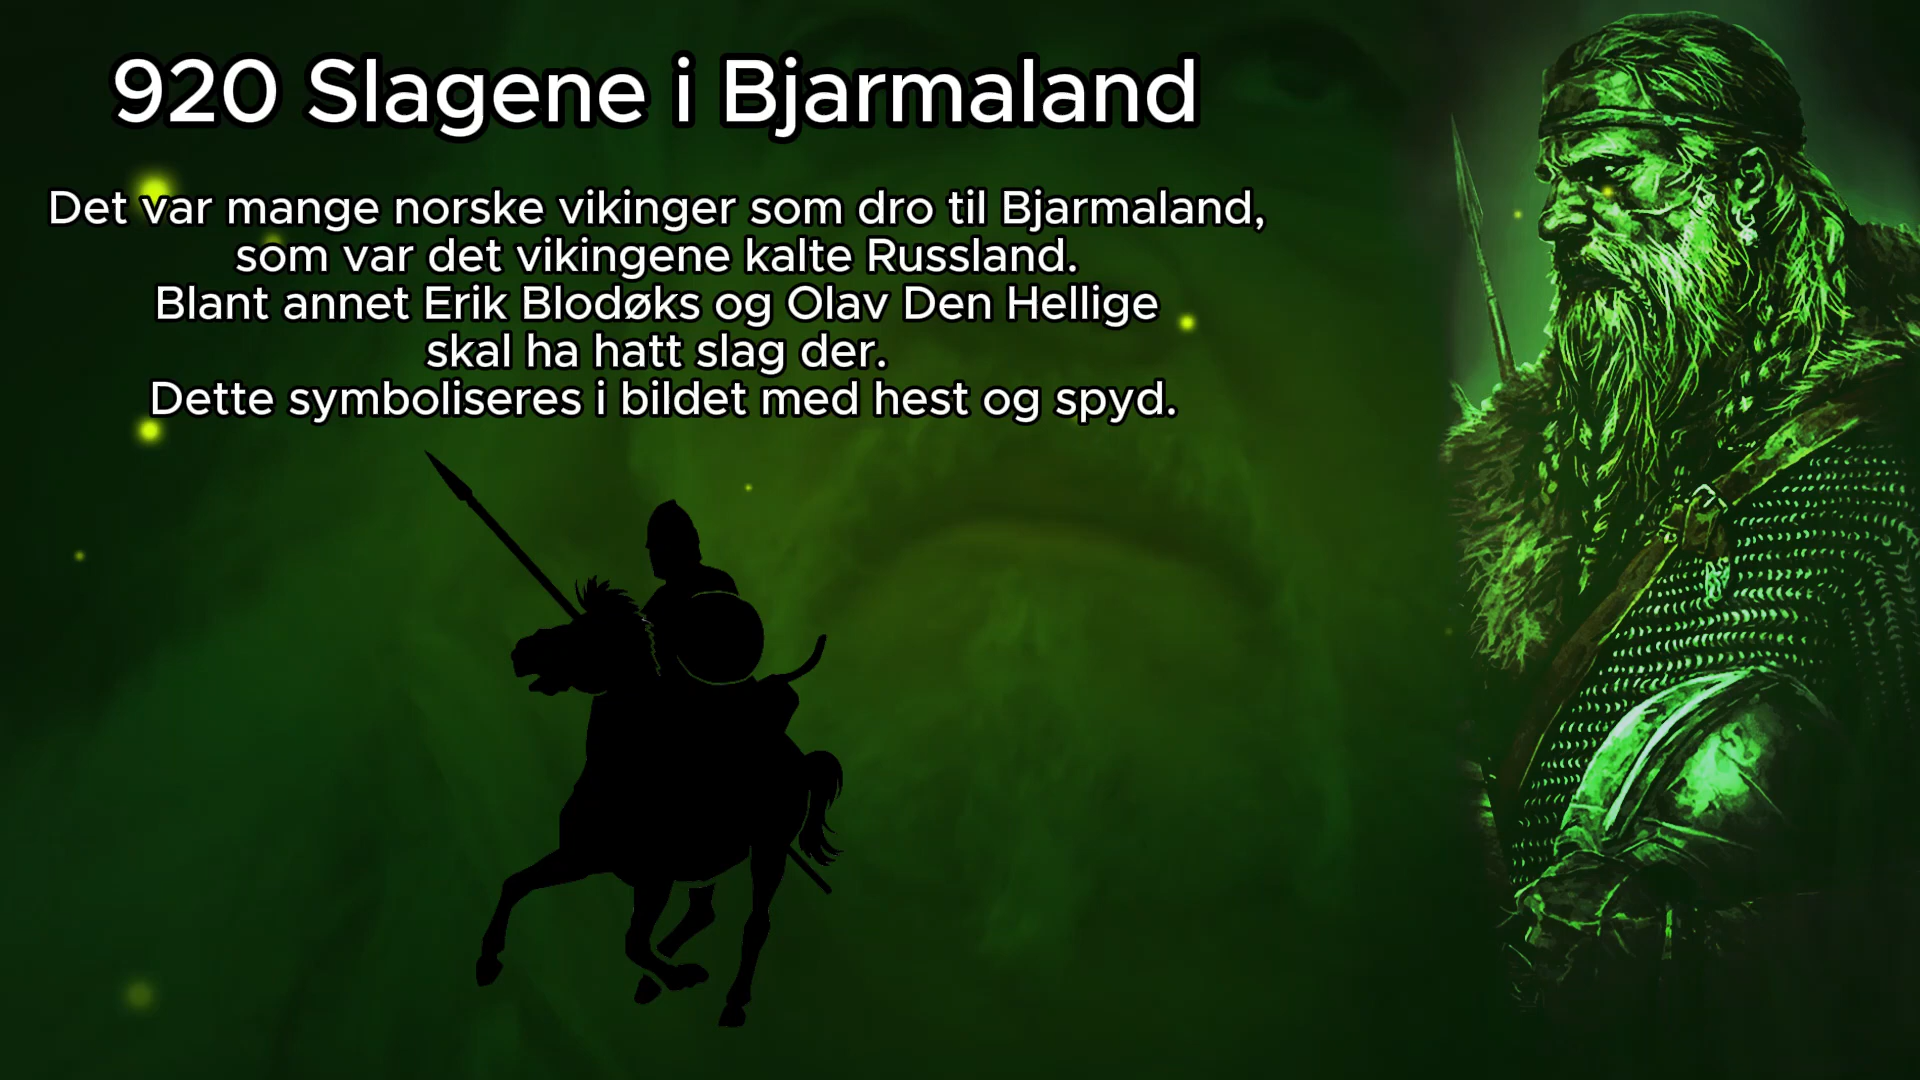 920 Slagene i Bjarmaland
Det var mange norske vikinger som dro til Bjarmaland,
som var det vikingene kalte Russland.
Blant annet Erik Blodøks og Olav Den Hellige
skal ha hatt slag der.
Dette symboliseres i bildet med hest og spyd.